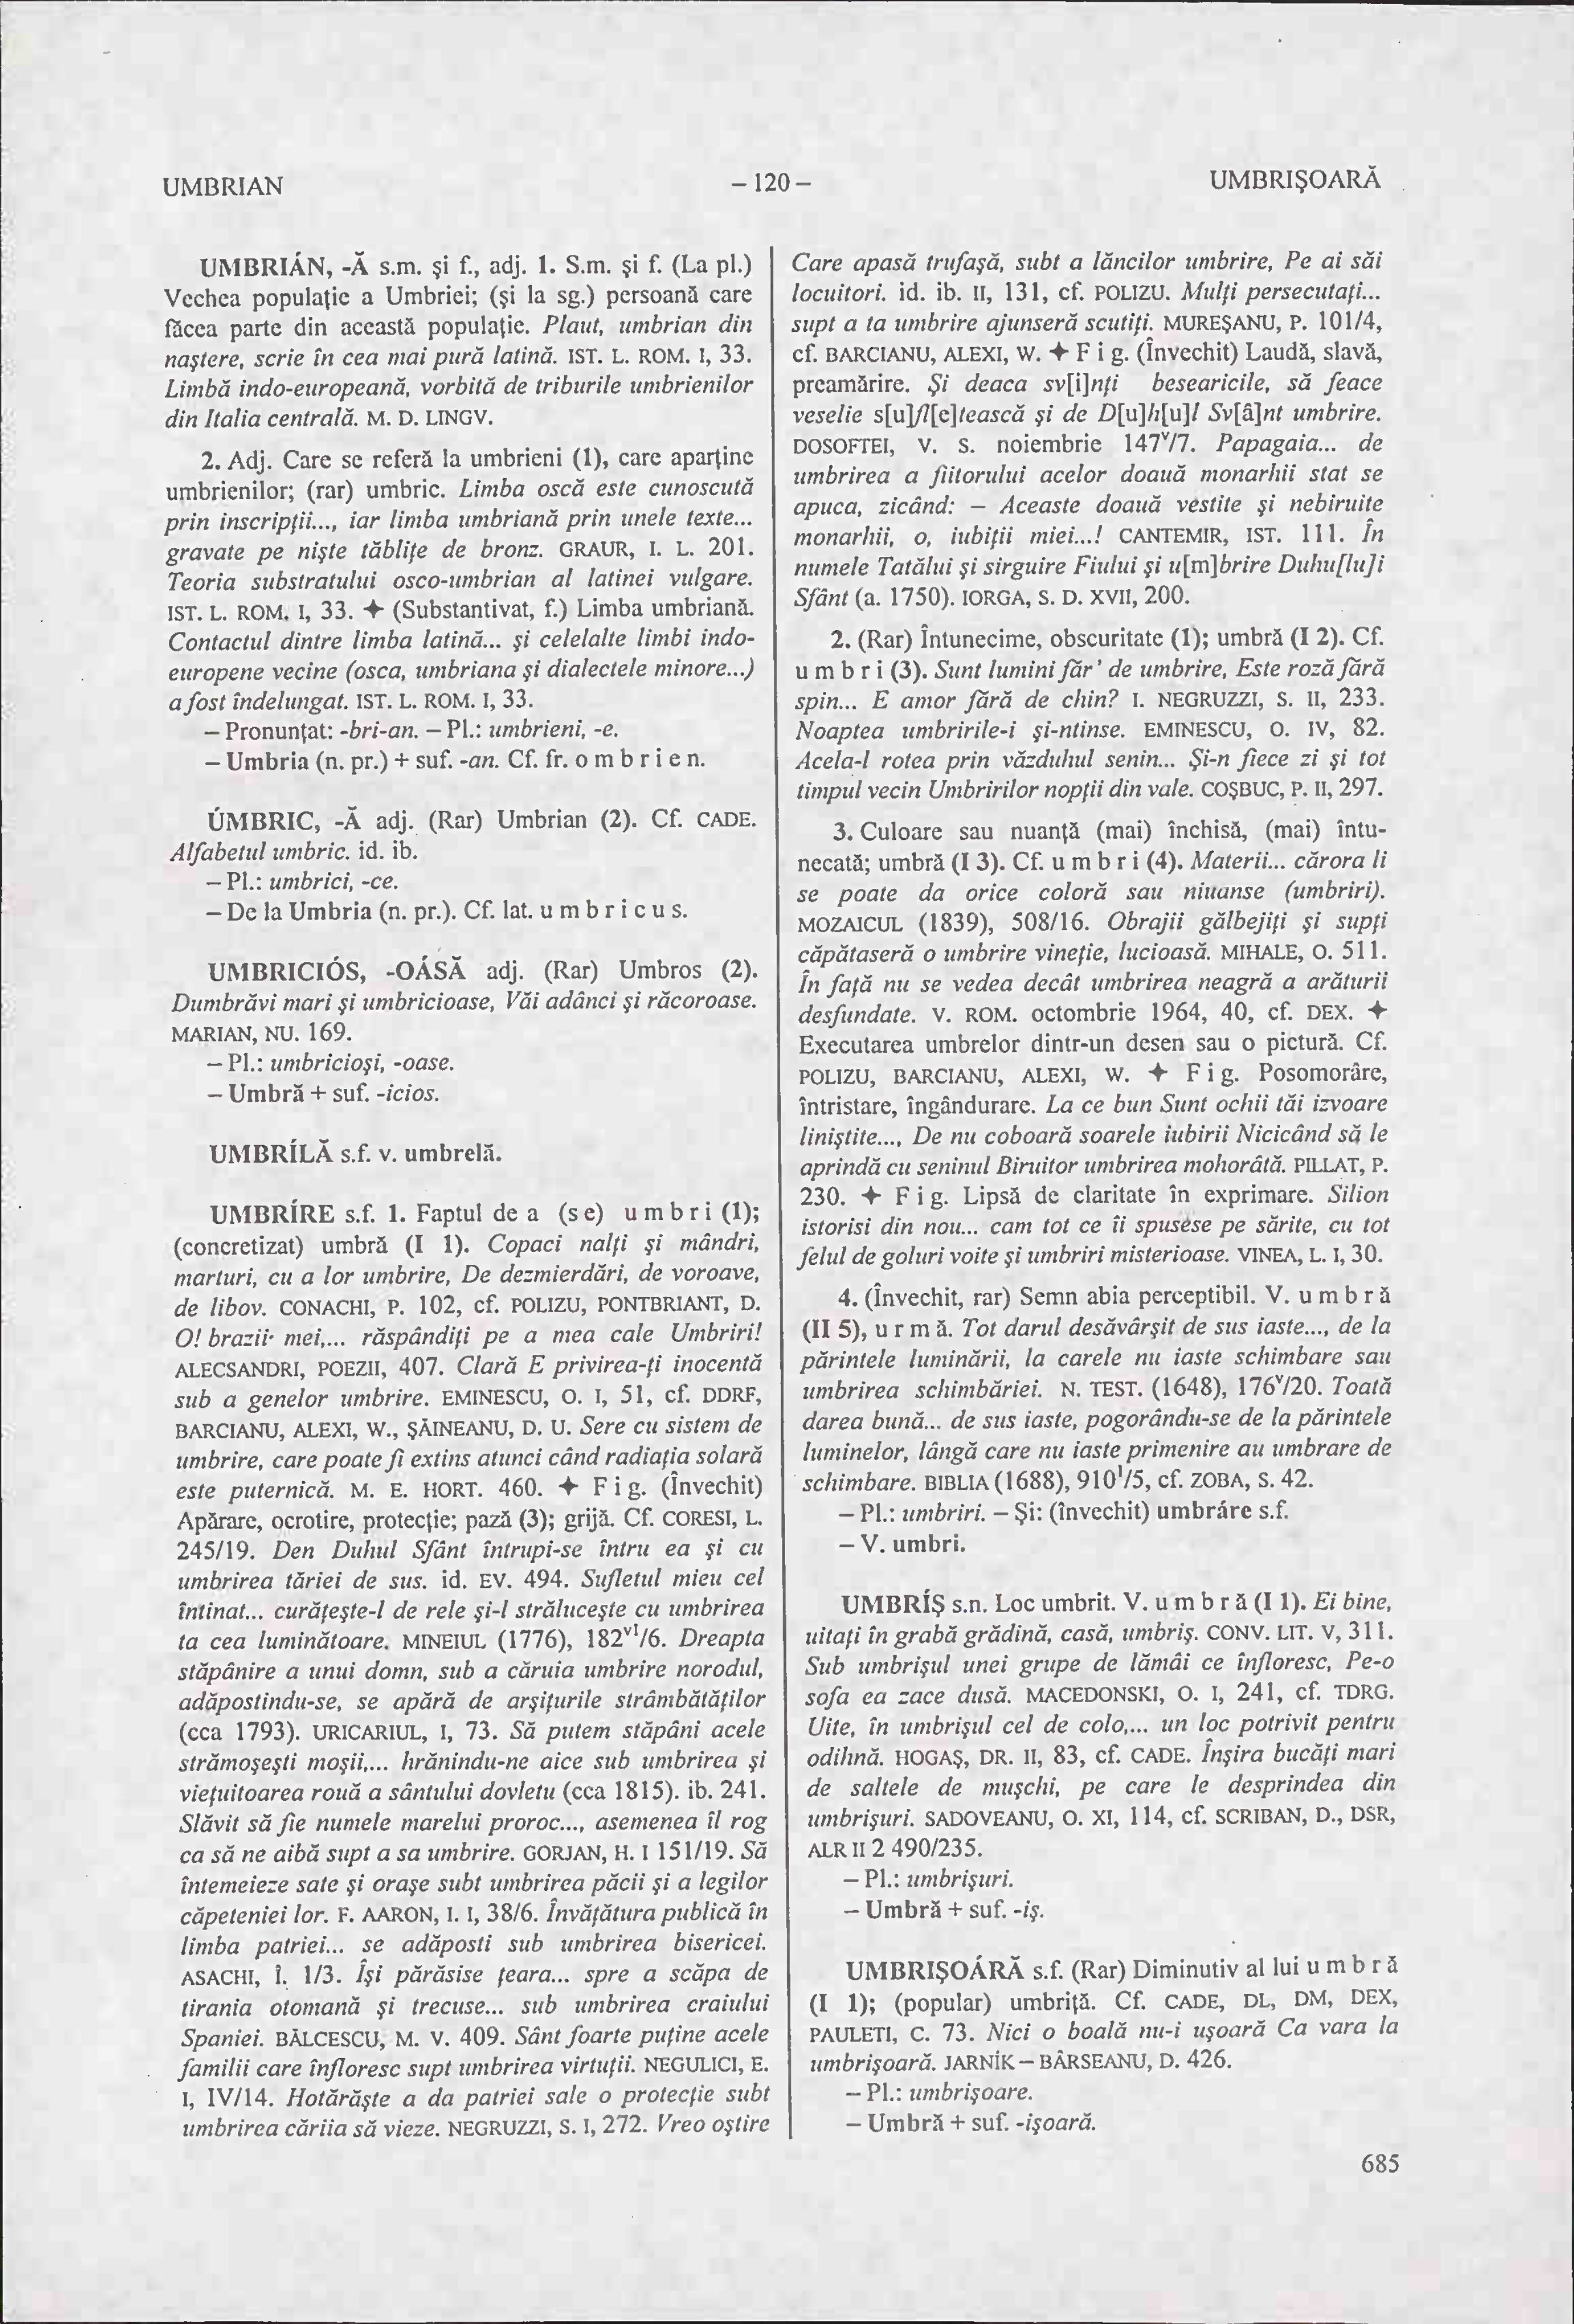 UMBRIAN
– 120 –
UMBRIŞOARĂ
UMBRIÁN, -Ă s.m. şi f., adj. 1. S.m. şi f. (La pl.)
Vechea populaţie a Umbriei; (şi la sg.) persoană care
făcea parte din această populaţie. Plaut, umbrian din
naştere, scrie în cea mai pură latină. IST. L. ROM. I, 33.
Limbă indo-europeană, vorbită de triburile umbrienilor
din Italia centrală. M. D. LINGV.
2. Adj. Care se referă la umbrieni (1), care aparţine
umbrienilor; (rar) umbric. Limba oscă este cunoscută
prin inscripţii..., iar limba umbriană prin unele texte...
gravate pe nişte tăbliţe de bronz. GRAUR, I. L. 201.
Teoria substratului osco-umbrian al latinei vulgare.
IST. L. ROM. I, 33. ✦ (Substantivat, f.) Limba umbriană.
Contactul dintre limba latină... şi celelalte limbi indo-
europene vecine (osca, umbriana şi dialectele minore...)
a fost îndelungat. IST. L. ROM. I, 33.
– Pronunţat: -bri-an. – Pl.: umbrieni, -e.
– Umbria (n. pr.) + suf. -an. Cf. fr. o m b r i e n.
ÚMBRIC, -Ă adj. (Rar) Umbrian (2). Cf. CADE.
Alfabetul umbric. id. ib.
– Pl.: umbrici, -ce.
– De la Umbria (n. pr.). Cf. lat. u m b r i c u s.
UMBRICIÓS, -OÁSĂ adj. (Rar) Umbros (2).
Dumbrăvi mari şi umbricioase, Văi adânci şi răcoroase.
MARIAN, NU. 169.
– Pl.: umbricioşi, -oase.
– Umbră + suf. -icios.
UMBRÍLĂ s.f. v. umbrelă.
UMBRÍRE s.f. 1. Faptul de a (s e) u m b r i (1);
(concretizat) umbră (I 1). Copaci nalţi şi mândri,
marturi, cu a lor umbrire, De dezmierdări, de voroave,
de libov. CONACHI, P. 102, cf. POLIZU, PONTBRIANT, D.
O! brazii mei,... răspândiţi pe a mea cale Umbriri!
ALECSANDRI, POEZII, 407. Clară E privirea-ţi inocentă
sub a genelor umbrire. EMINESCU, O. I, 51, cf. DDRF,
BARCIANU, ALEXI, W., ŞĂINEANU, D. U. Sere cu sistem de
umbrire, care poate fi extins atunci când radiaţia solară
este puternică. M. E. HORT. 460. ✦ F i g. (Învechit)
Apărare, ocrotire, protecţie; pază (3); grijă. Cf. CORESI, L.
245/19. Den Duhul Sfânt întrupi-se întru ea şi cu
umbrirea tăriei de sus. id. EV. 494. Sufletul mieu cel
întinat... curăţeşte-l de rele şi-l străluceşte cu umbrirea
ta cea luminătoare. MINEIUL (1776), 182ᵛ¹/6. Dreapta
stăpânire a unui domn, sub a căruia umbrire norodul,
adăpostindu-se, se apără de arşiţurile strâmbătăţilor
(cca 1793). URICARIUL, I, 73. Să putem stăpâni acele
strămoşeşti moşii,... hrănindu-ne aice sub umbrirea şi
vieţuitoarea rouă a sântului dovletu (cca 1815). ib. 241.
Slăvit să fie numele marelui proroc..., asemenea îl rog
ca să ne aibă supt a sa umbrire. GORJAN, H. I 151/19. Să
întemeieze sate şi oraşe subt umbrirea păcii şi a legilor
căpeteniei lor. F. AARON, I. I, 38/6. Învăţătura publică în
limba patriei... se adăposti sub umbrirea bisericei.
ASACHI, Î. 1/3. Îşi părăsise ţeara... spre a scăpa de
tirania otomană şi trecuse... sub umbrirea craiului
Spaniei. BĂLCESCU, M. V. 409. Sânt foarte puţine acele
familii care înfloresc supt umbrirea virtuţii. NEGULICI, E.
I, IV/14. Hotărăşte a da patriei sale o protecţie subt
umbrirea căriia să vieze. NEGRUZZI, S. I, 272. Vreo oştire
Care apasă trufaşă, subt a lăncilor umbrire, Pe ai săi
locuitori. id. ib. II, 131, cf. POLIZU. Mulţi persecutaţi...
supt a ta umbrire ajunseră scutiţi. MUREŞANU, P. 101/4,
cf. BARCIANU, ALEXI, W. ✦ F i g. (Învechit) Laudă, slavă,
preamărire. Şi deaca sv[i]nţi besearicile, să feace
veselie s[u]fl[e]tească şi de D[u]h[u]l Sv[â]nt umbrire.
DOSOFTEI, V. S. noiembrie 147ᵛ/7. Papagaia... de
umbrirea a fiitorului acelor doauă monarhii stat se
apuca, zicând: – Aceaste doauă vestite şi nebiruite
monarhii, o, iubiţii miei...! CANTEMIR, IST. 111. În
numele Tatălui şi sirguire Fiului şi u[m]brire Duhu[lu]i
Sfânt (a. 1750). IORGA, S. D. XVII, 200.
2. (Rar) Întunecime, obscuritate (1); umbră (I 2). Cf.
u m b r i (3). Sunt lumini făr' de umbrire, Este roză fără
spin... E amor fără de chin? I. NEGRUZZI, S. II, 233.
Noaptea umbririle-i şi-ntinse. EMINESCU, O. IV, 82.
Acela-l rotea prin văzduhul senin... Şi-n fiece zi şi tot
timpul vecin Umbririlor nopţii din vale. COŞBUC, P. II, 297.
3. Culoare sau nuanţă (mai) închisă, (mai) întu-
necată; umbră (I 3). Cf. u m b r i (4). Materii... cărora li
se poate da orice coloră sau niuanse (umbriri).
MOZAICUL (1839), 508/16. Obrajii gălbejiţi şi supţi
căpătaseră o umbrire vineţie, lucioasă. MIHALE, O. 511.
În faţă nu se vedea decât umbrirea neagră a arăturii
desfundate. V. ROM. octombrie 1964, 40, cf. DEX. ✦
Executarea umbrelor dintr-un desen sau o pictură. Cf.
POLIZU, BARCIANU, ALEXI, W. ✦ F i g. Posomorâre,
întristare, îngândurare. La ce bun Sunt ochii tăi izvoare
liniştite..., De nu coboară soarele iubirii Nicicând să le
aprindă cu seninul Biruitor umbrirea mohorâtă. PILLAT, P.
230. ✦ F i g. Lipsă de claritate în exprimare. Silion
istorisi din nou... cam tot ce îi spusese pe sărite, cu tot
felul de goluri voite şi umbriri misterioase. VINEA, L. I, 30.
4. (Învechit, rar) Semn abia perceptibil. V. u m b r ă
(II 5), u r m ă. Tot darul desăvârşit de sus iaste..., de la
părintele luminării, la carele nu iaste schimbare sau
umbrirea schimbăriei. N. TEST. (1648), 176ᵛ/20. Toată
darea bună... de sus iaste, pogorându-se de la părintele
luminelor, lângă care nu iaste primenire au umbrare de
schimbare. BIBLIA (1688), 910¹/5, cf. ZOBA, S. 42.
– Pl.: umbriri. – Şi: (învechit) umbráre s.f.
– V. umbri.
UMBRÍŞ s.n. Loc umbrit. V. u m b r ă (I 1). Ei bine,
uitaţi în grabă grădină, casă, umbriş. CONV. LIT. V, 311.
Sub umbrişul unei grupe de lămâi ce înfloresc, Pe-o
sofa ea zace dusă. MACEDONSKI, O. I, 241, cf. TDRG.
Uite, în umbrişul cel de colo,... un loc potrivit pentru
odihnă. HOGAŞ, DR. II, 83, cf. CADE. Înşira bucăţi mari
de saltele de muşchi, pe care le desprindea din
umbrişuri. SADOVEANU, O. XI, 114, cf. SCRIBAN, D., DSR,
ALR II 2 490/235.
– Pl.: umbrişuri.
– Umbră + suf. -iş.
UMBRIŞOÁRĂ s.f. (Rar) Diminutiv al lui u m b r ă
(I 1); (popular) umbriţă. Cf. CADE, DL, DM, DEX,
PAULETI, C. 73. Nici o boală nu-i uşoară Ca vara la
umbrişoară. JARNÍK – BÂRSEANU, D. 426.
– Pl.: umbrişoare.
– Umbră + suf. -işoară.
685